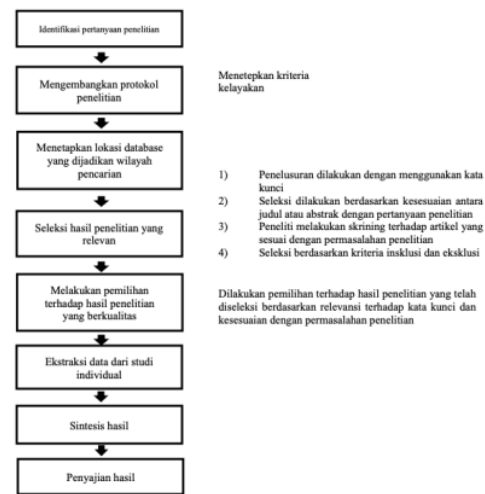 Identifikasi pertanyaan penelitian
Mengembangkan protokol
penelitian
Menetepkan kriteria
kelayakan
Menetapkan lokasi database
yang dijadikan wilayah
pencarian
Seleksi hasil penelitian yang
relevan
1) Penelusuran dilakukan dengan menggunakan kata
kunci
2) Seleksi dilakukan berdasarkan kesesuaian antara
judul atau abstrak dengan pertanyaan penelitian
3) Peneliti melakukan skrining terhadap artikel yang
sesuai dengan permasalahan penelitian
4) Seleksi berdasarkan kriteria insklusi dan eksklusi
Melakukan pemilihan
terhadap hasil penelitian
yang berkualitas
Dilakukan pemilihan terhadap hasil penelitian yang telah
diseleksi berdasarkan relevansi terhadap kata kunci dan
kesesuaian dengan permasalahan penelitian
Ekstraksi data dari studi
individual
Sintesis hasil
Penyajian hasil